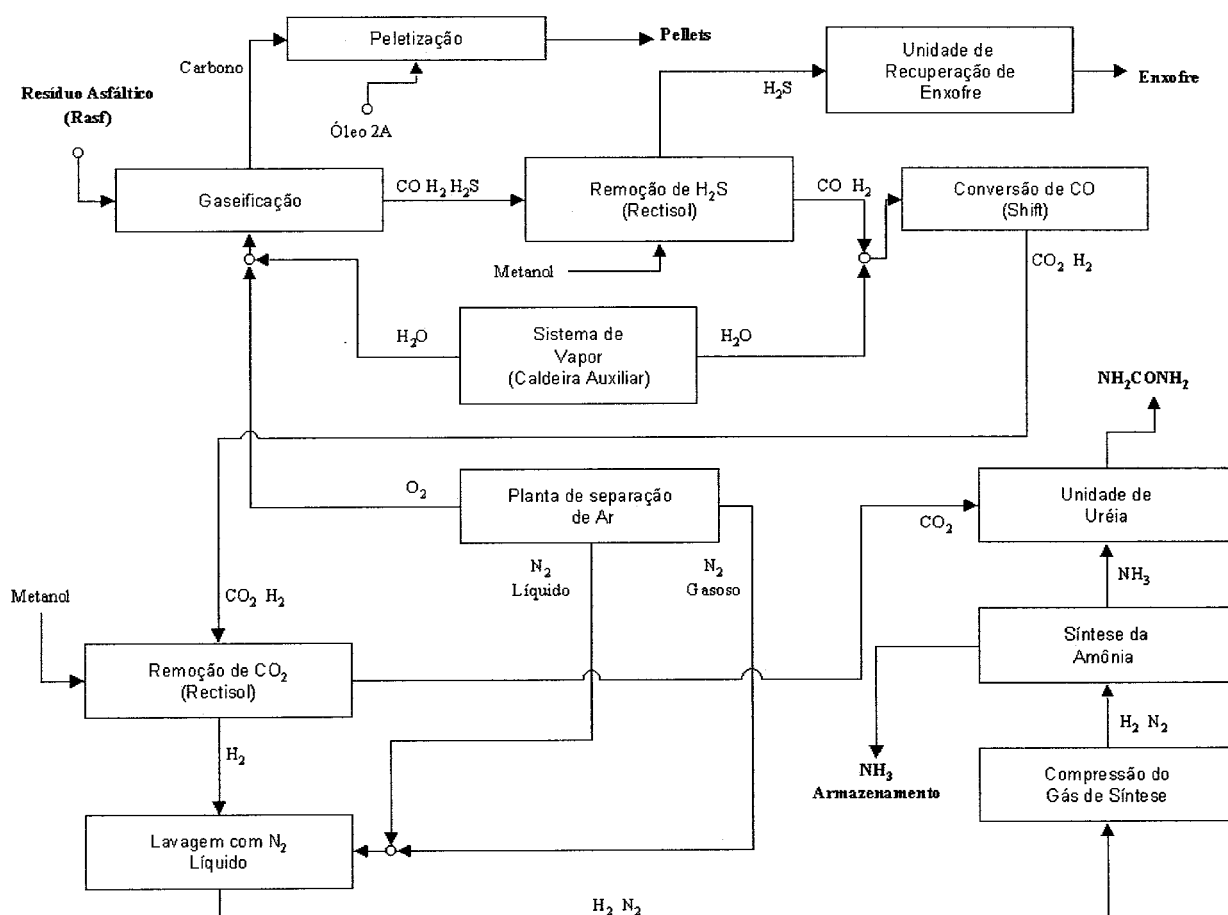 Peletização
Pellets
Unidade de
Recuperação de
Enxofre
Enxofre
Carbono
H₂S
Resíduo Asfáltico
(Rasf)
Óleo 2A
Gaseificação
CO H₂ H₂S
Remoção de H₂S
(Rectisol)
CO H₂
Conversão de CO
(Shift)
Metanol
CO₂ H₂
H₂O
Sistema de
Vapor
(Caldeira Auxiliar)
H₂O
NH₂CONH₂
O₂
Planta de separação
de Ar
Unidade de
Uréia
CO₂
N₂
Líquido
N₂
Gasoso
NH₃
Metanol
CO₂ H₂
Remoção de CO₂
(Rectisol)
Síntese da
Amônia
H₂
H₂ N₂
NH₃
Armazenamento
Compressão do
Gás de Síntese
Lavagem com N₂
Líquido
H₂ N₂